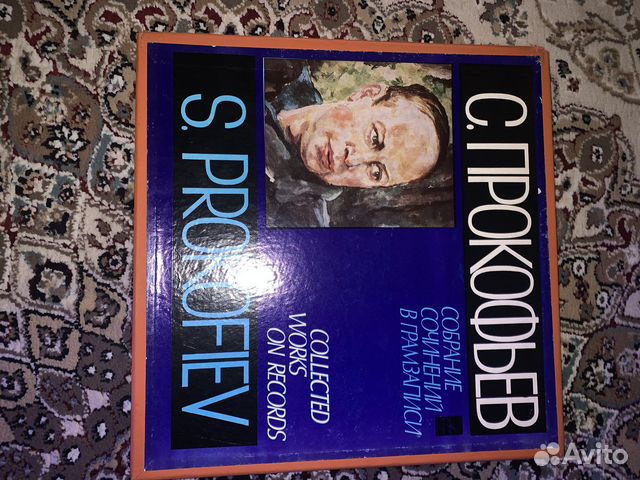 С. ПРОКОФЬЕВ
СОБРАНИЕ
СОЧИНЕНИЙ
В ГРАМЗАПИСИ
COLLECTED
WORKS
ON RECORDS
S. PROKOFIEV
Avito